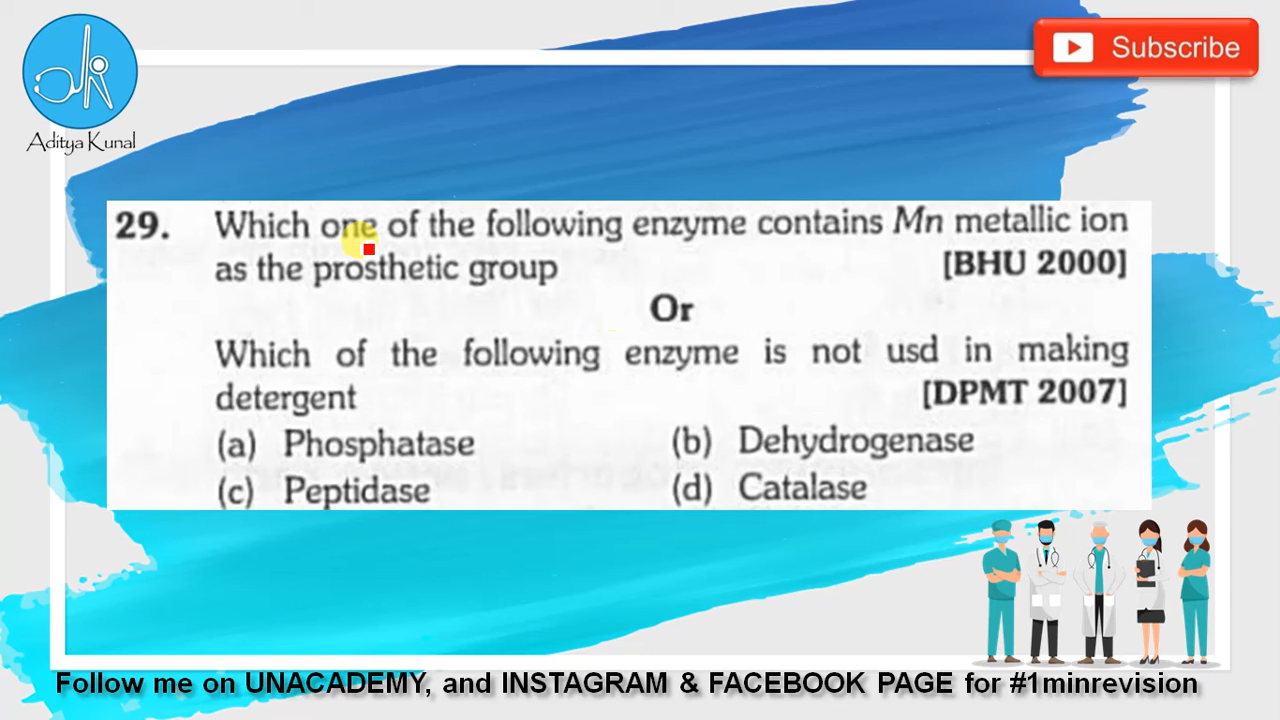 Subscribe
Aditya Kunal
29. Which one of the following enzyme contains Mn metallic ion
as the prosthetic group [BHU 2000]
Or
Which of the following enzyme is not usd in making
detergent [DPMT 2007]
(a) Phosphatase (b) Dehydrogenase
(c) Peptidase (d) Catalase
Follow me on UNACADEMY, and INSTAGRAM & FACEBOOK PAGE for #1minrevision